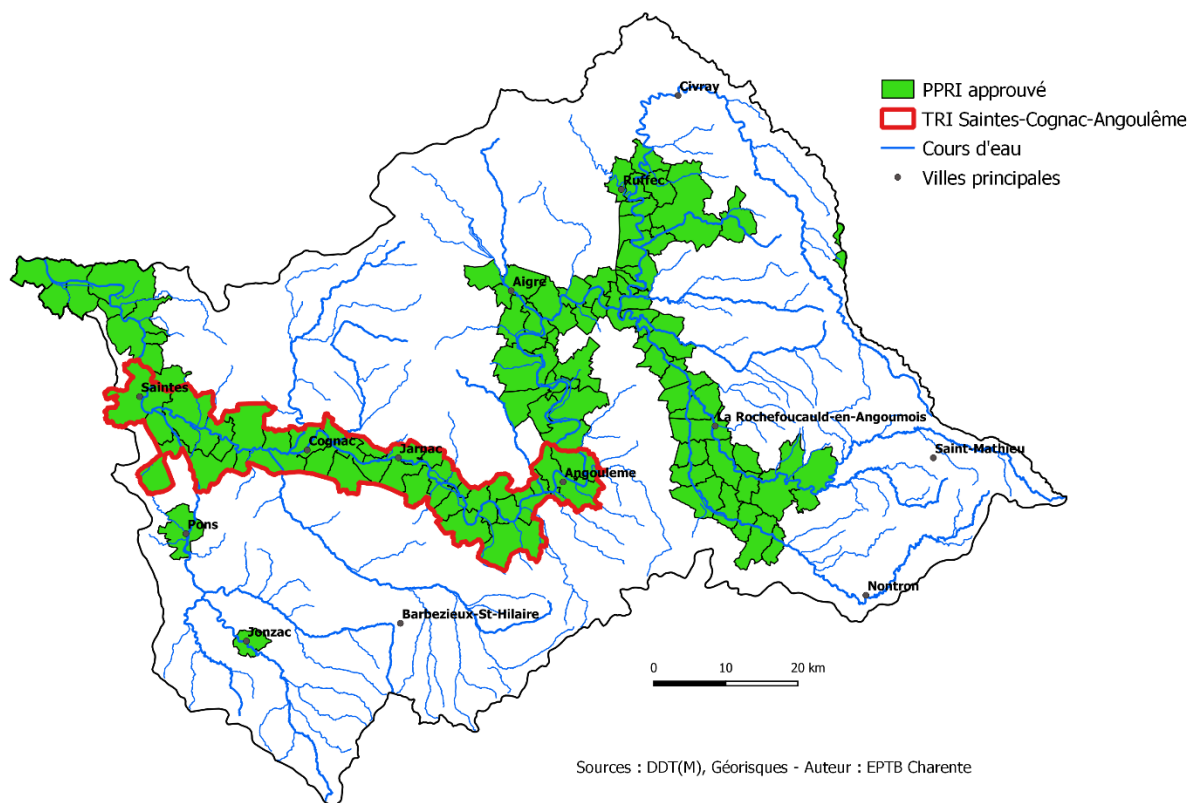 Civray
PPRI approuvé
TRI Saintes-Cognac-Angoulême
Cours d'eau
Villes principales
Ruffec
Aigre
Saintes
La Rochefoucauld-en-Angoumois
Cognac
Jarnac
Saint-Mathieu
Angouleme
Pons
Nontron
Barbezieux-St-Hilaire
Jonzac
0 10 20 km
Sources : DDT(M), Géorisques - Auteur : EPTB Charente